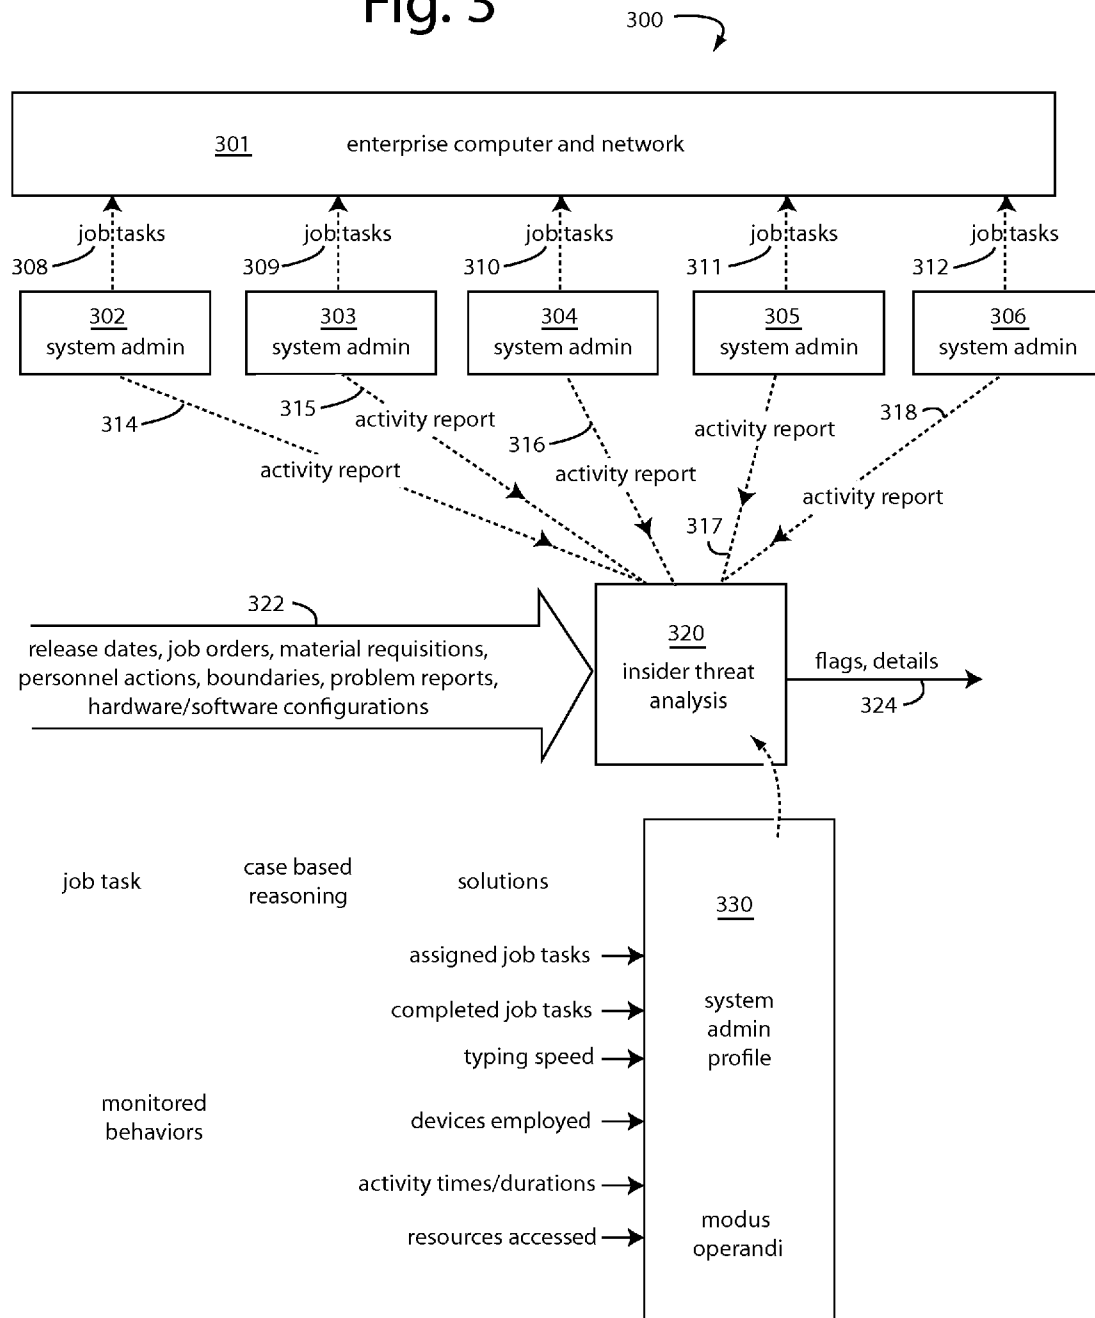 Fig. 3
300
301 enterprise computer and network
job tasks job tasks job tasks job tasks job tasks
308 309 310 311 312
302 303 304 305 306
system admin system admin system admin system admin system admin
314 315 316 317 318
activity report
activity report
activity report
activity report
activity report
322
release dates, job orders, material requisitions,
personnel actions, boundaries, problem reports,
hardware/software configurations
320
insider threat
analysis
flags, details
324
job task
case based
reasoning
solutions
330
assigned job tasks
completed job tasks
typing speed
devices employed
activity times/durations
resources accessed
system
admin
profile
monitored
behaviors
modus
operandi